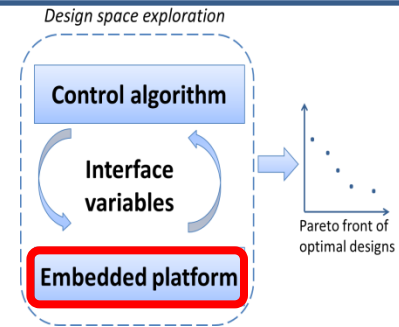 Design space exploration
Control algorithm
Interface
variables
Embedded platform
Pareto front of
optimal designs